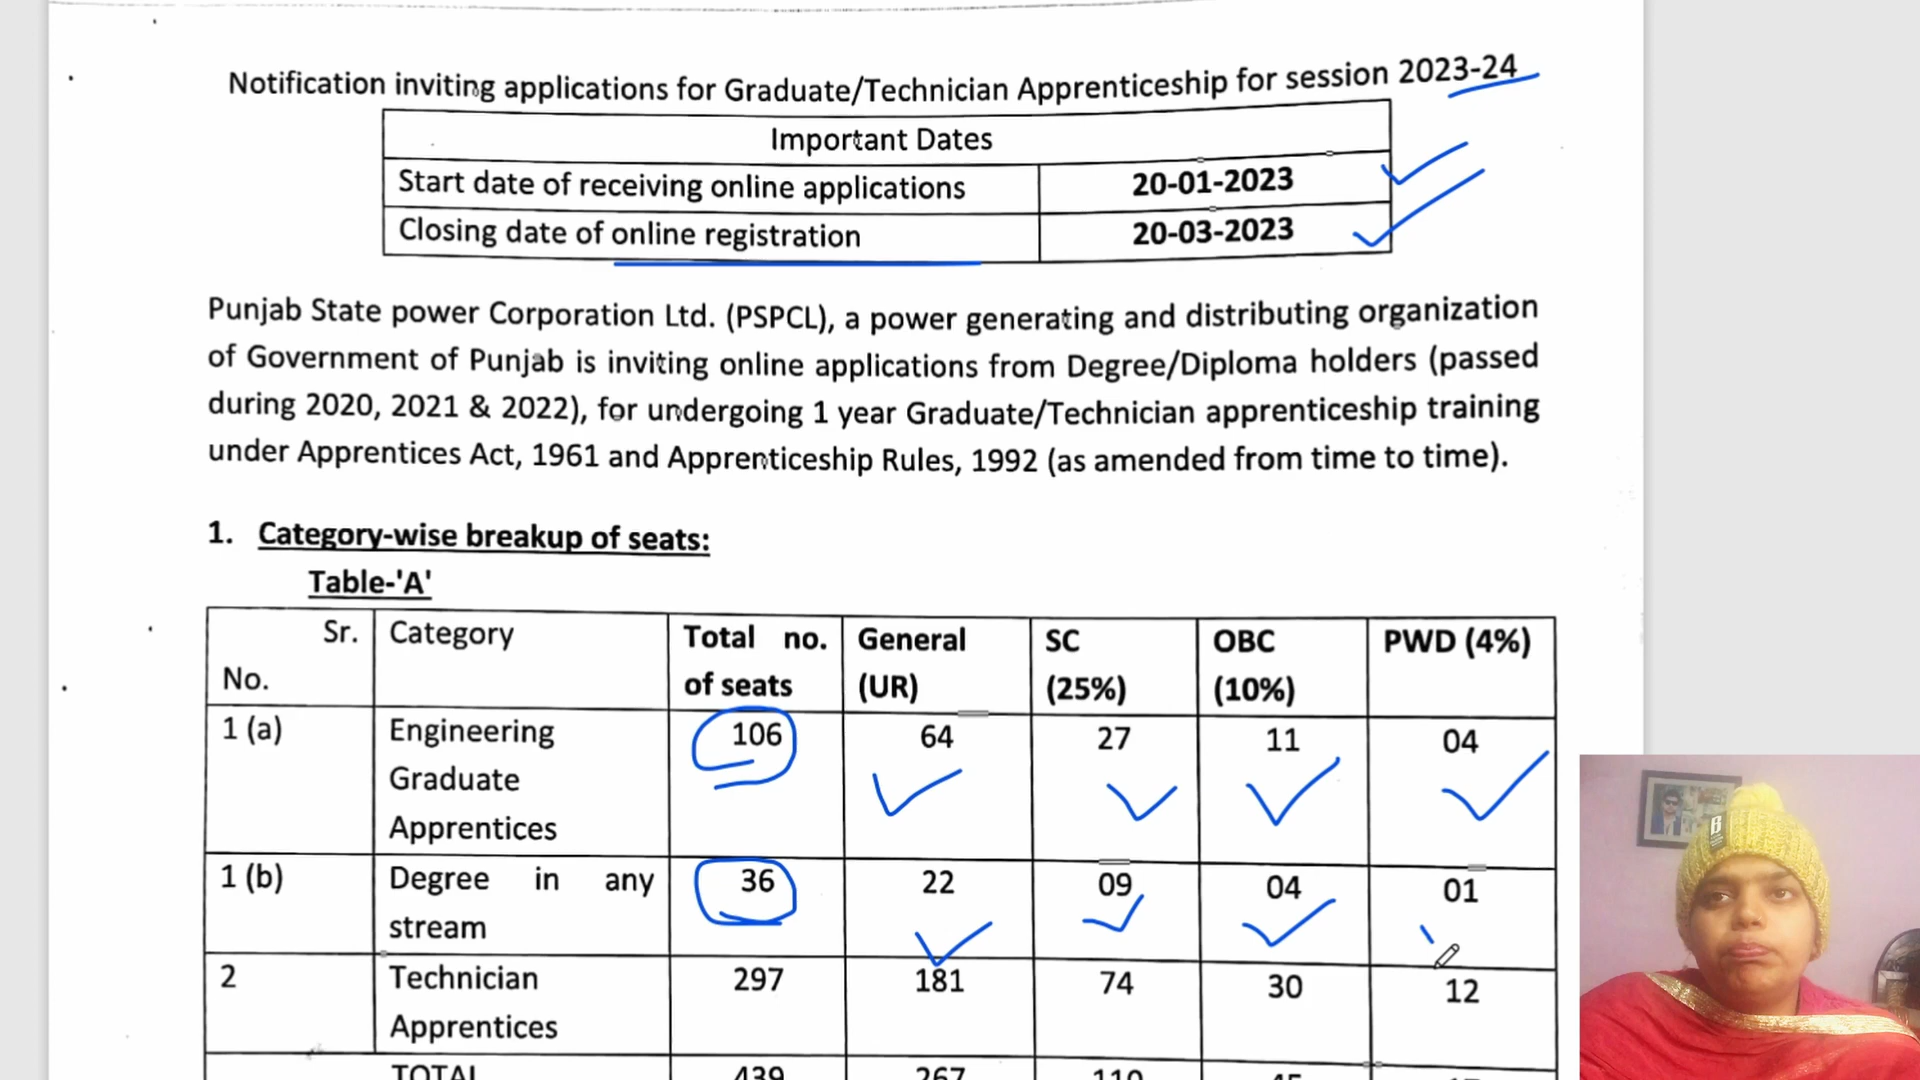 Notification inviting applications for Graduate/Technician Apprenticeship for session 2023-24
Important Dates
Start date of receiving online applications 20-01-2023
Closing date of online registration 20-03-2023
Punjab State power Corporation Ltd. (PSPCL), a power generating and distributing organization
of Government of Punjab is inviting online applications from Degree/Diploma holders (passed
during 2020, 2021 & 2022), for undergoing 1 year Graduate/Technician apprenticeship training
under Apprentices Act, 1961 and Apprenticeship Rules, 1992 (as amended from time to time).
1. Category-wise breakup of seats:
Table-'A'
Sr. Category Total no. General SC OBC PWD (4%)
No. of seats (UR) (25%) (10%)
1 (a) Engineering 106 64 27 11 04
Graduate
Apprentices
1 (b) Degree in any 36 22 09 04 01
stream
2 Technician 297 181 74 30 12
Apprentices
TOTAL 439 267 110 45